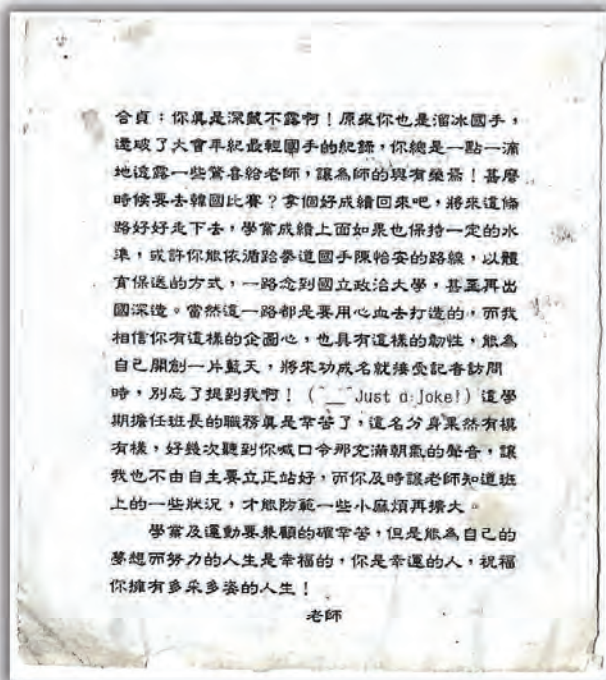 合貞：你真是深藏不露啊！原來你也是溜冰國手，
還破了大會年紀最輕國手的紀錄，你總是一點一滴
地透露一些驚喜給老師，讓為師的與有榮焉！甚麼
時候要去韓國比賽？拿個好成績回來吧，將來這條
路好好走下去，學業成績上面如果也保持一定的水
準，或許你能依循跆拳道國手陳怡安的路線，以體
育保送的方式，一路念到國立政治大學，甚至再出
國深造。當然這一路都是要用心血去打造的，而我
相信你有這樣的企圖心，也具有這樣的韌性，能為
自己開創一片藍天，將來功成名就接受記者訪問
時，別忘了提到我啊！(ˉ__ˉJust a Joke!) 這學
期擔任班長的職務真是辛苦了，這名分身果然有模
有樣，好幾次聽到你喊口令那充滿朝氣的聲音，讓
我也不由自主要立正站好，而你及時讓老師知道班
上的一些狀況，才能防範一些小麻煩再擴大。
學業及運動要兼顧的確辛苦，但是能為自己的
夢想而努力的人生是幸福的，你是幸運的人，祝福
你擁有多采多姿的人生！
老師